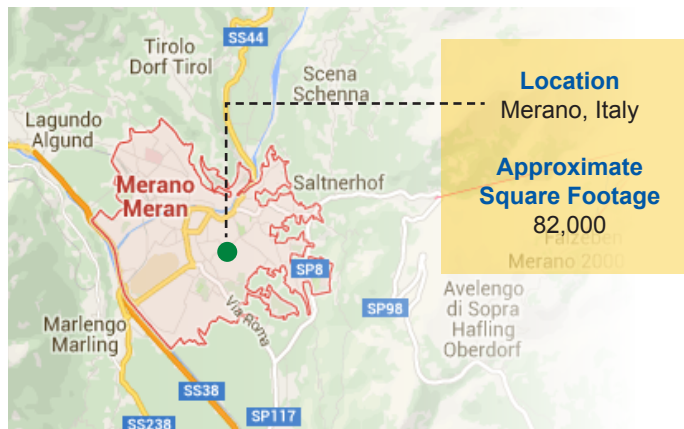 SS44
Tirolo
Dorf Tirol
Scena
Schenna
Lagundo
Algund
Merano
Meran
Saltnerhof
Location
Merano, Italy
Approximate
Square Footage
82,000
Falzeben
Merano 2000
SP8
Via Roma
SP98
Avelengo
di Sopra
Hafling
Oberdorf
Marlengo
Marling
SS38
SP117
SS238